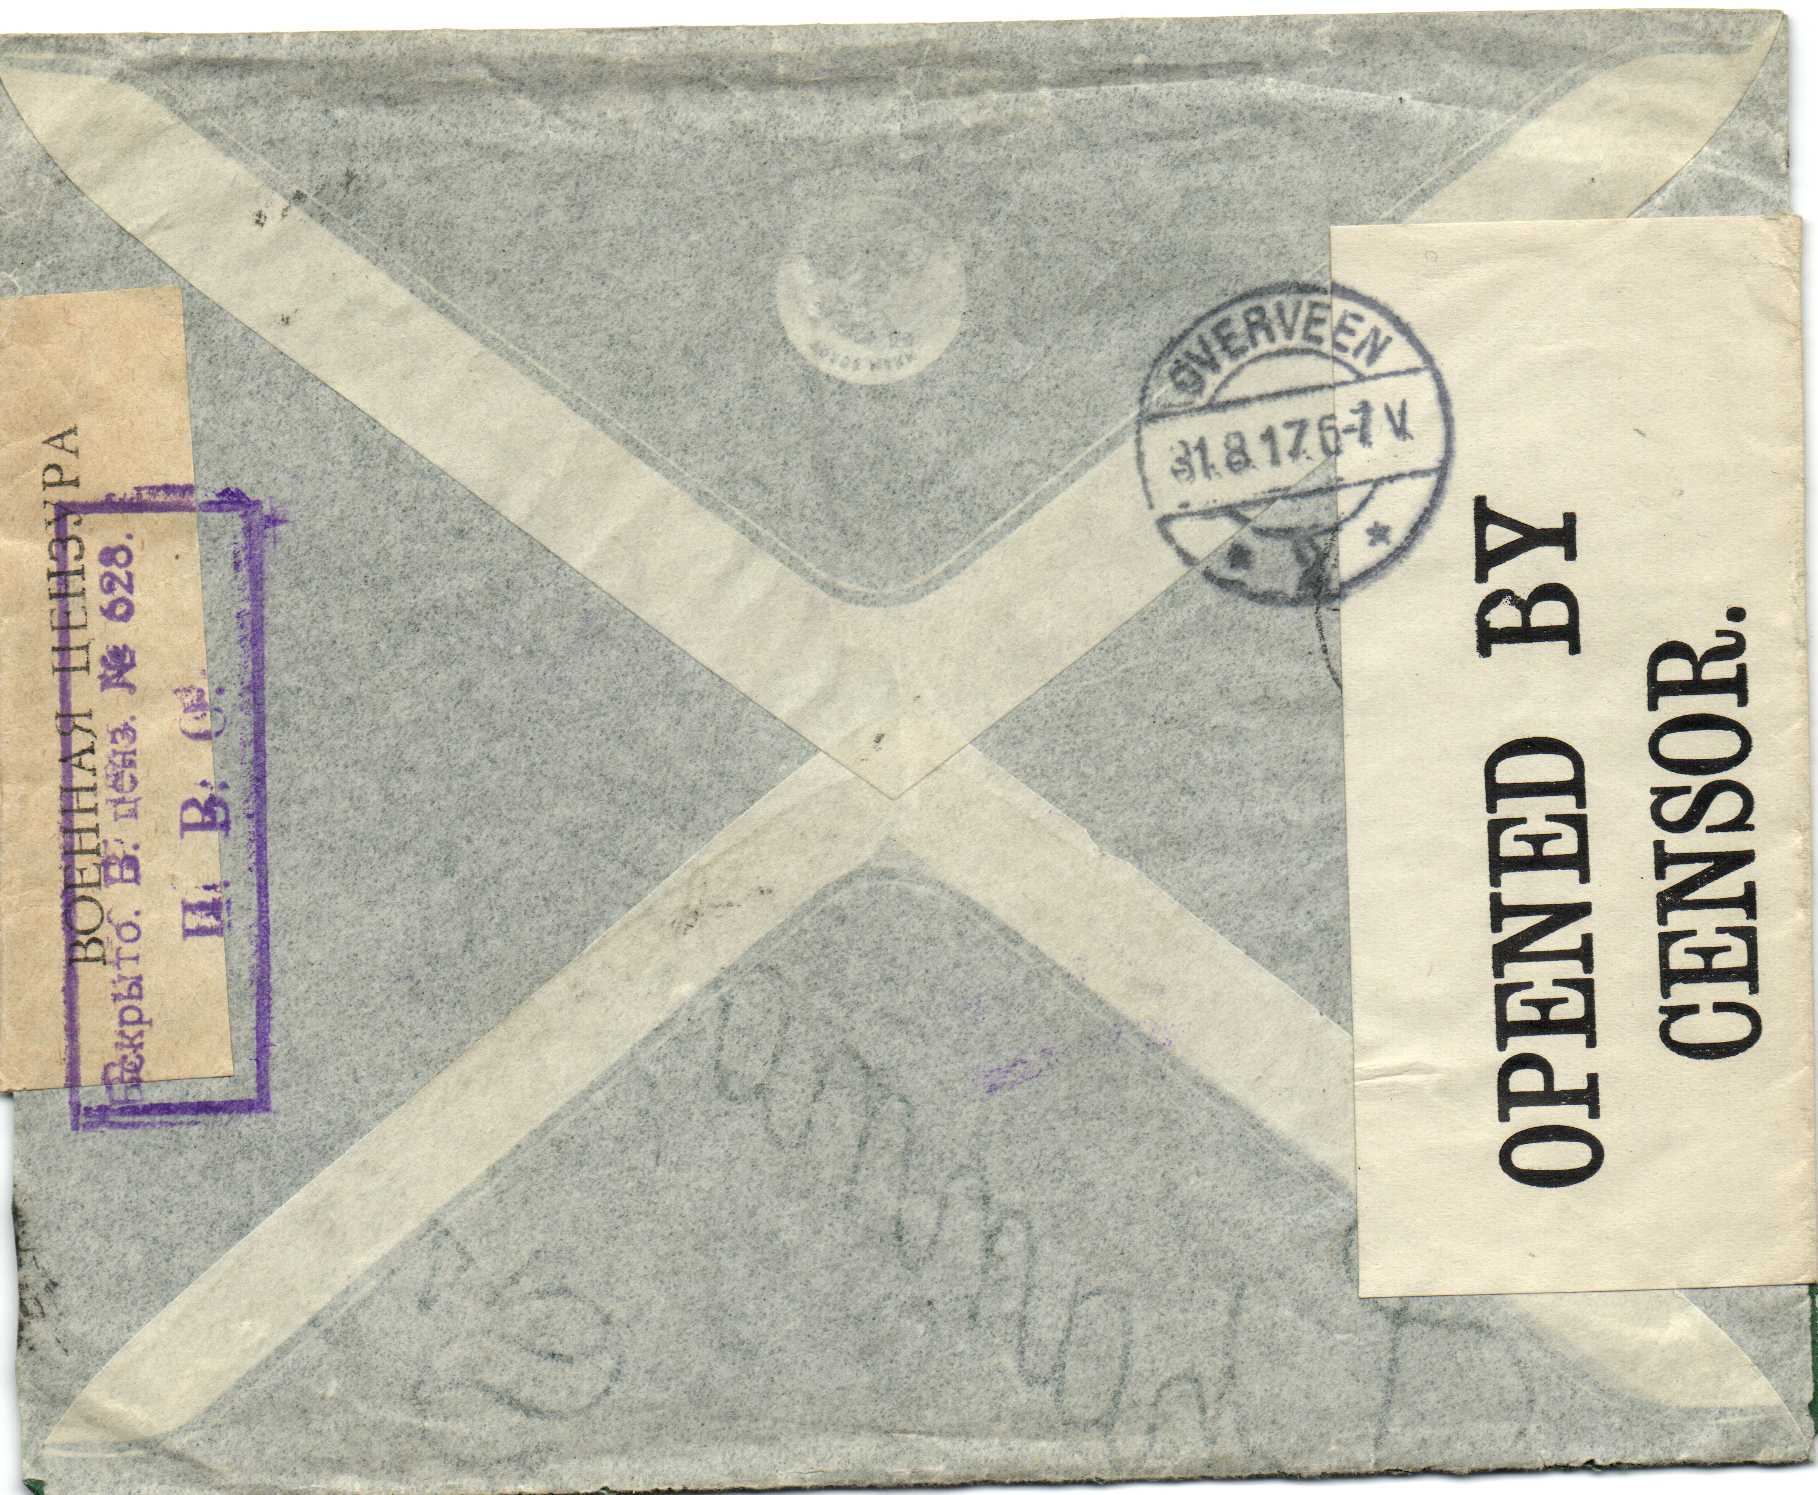 ВОЕННАЯ ЦЕНЗУРА
Вскрыто. В. ценз. № 628.
П. В. С.
OVERVEEN
31.8.17.6-7 V
OPENED BY
CENSOR.